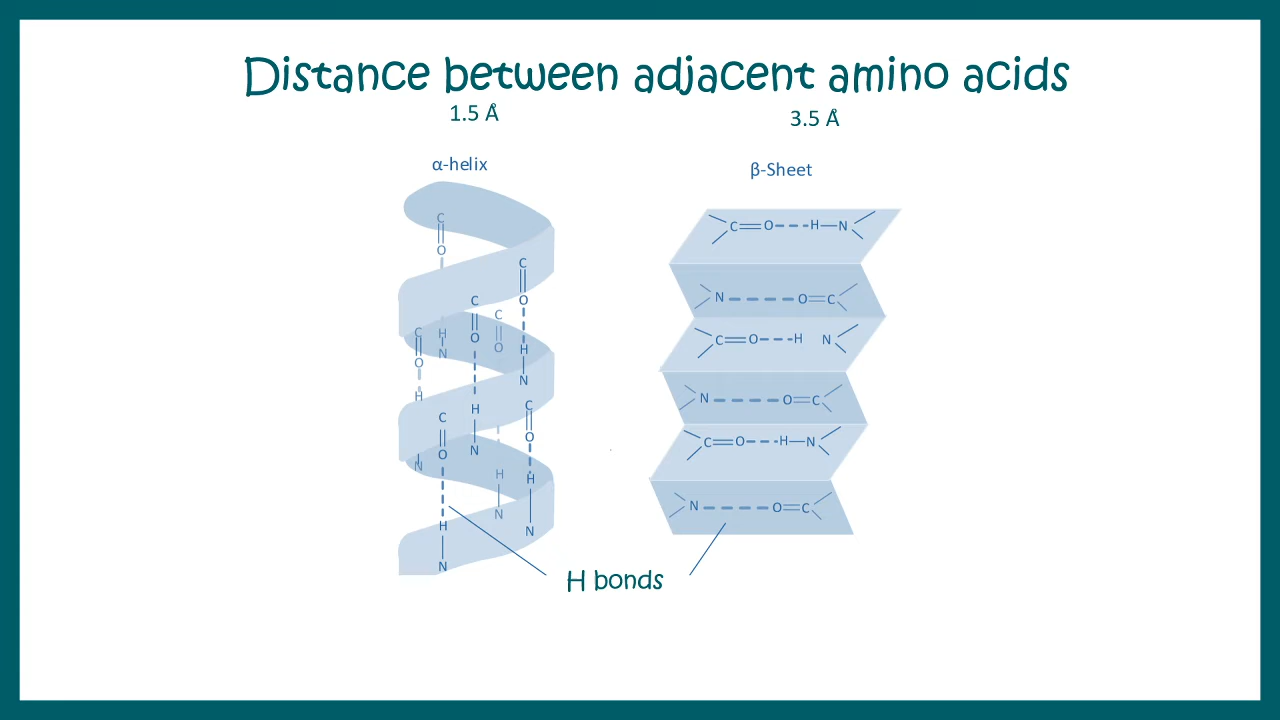 Distance between adjacent amino acids
1.5 Å
3.5 Å
α-helix
β-Sheet
C
O
H
N
C
O
H
N
C
O
H
N
C
O
H
N
C
O
H
N
C
O
H
N
C
O
H
N
C O H N
N O C
C O H N
N O C
C O H N
N O C
H bonds